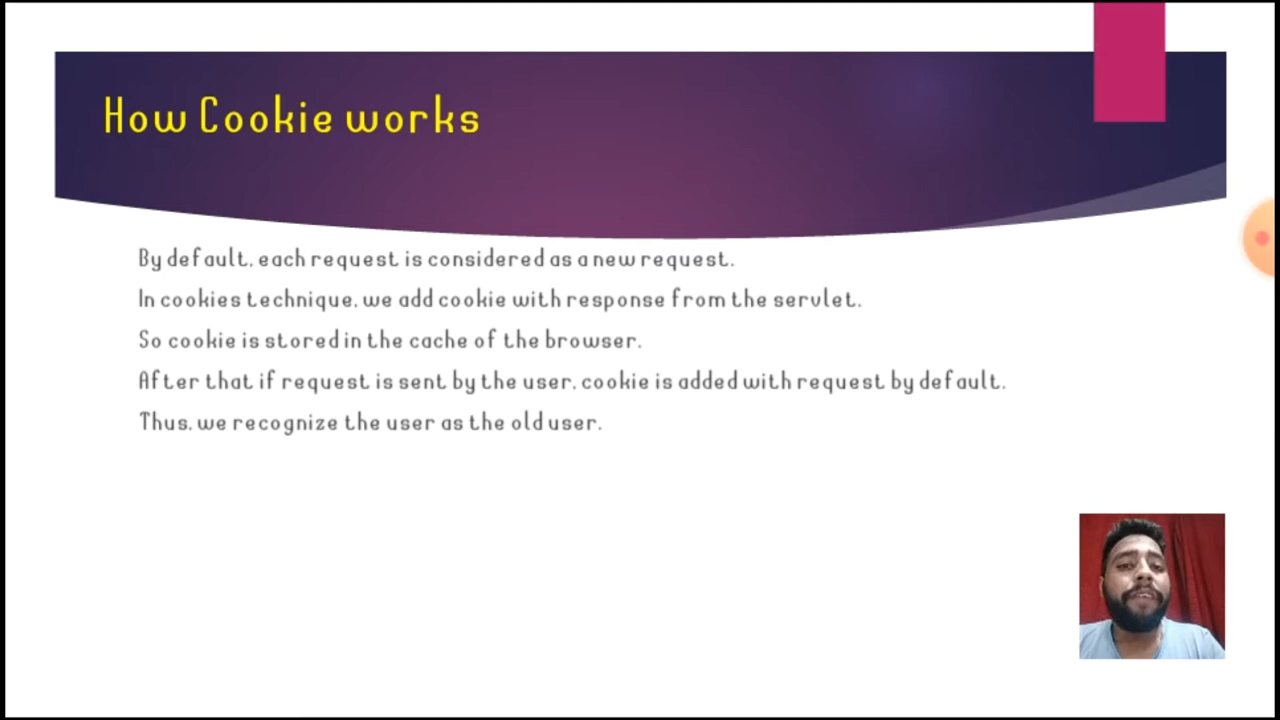 How Cookie works
By default, each request is considered as a new request.
In cookies technique, we add cookie with response from the servlet.
So cookie is stored in the cache of the browser.
After that if request is sent by the user, cookie is added with request by default.
Thus, we recognize the user as the old user.